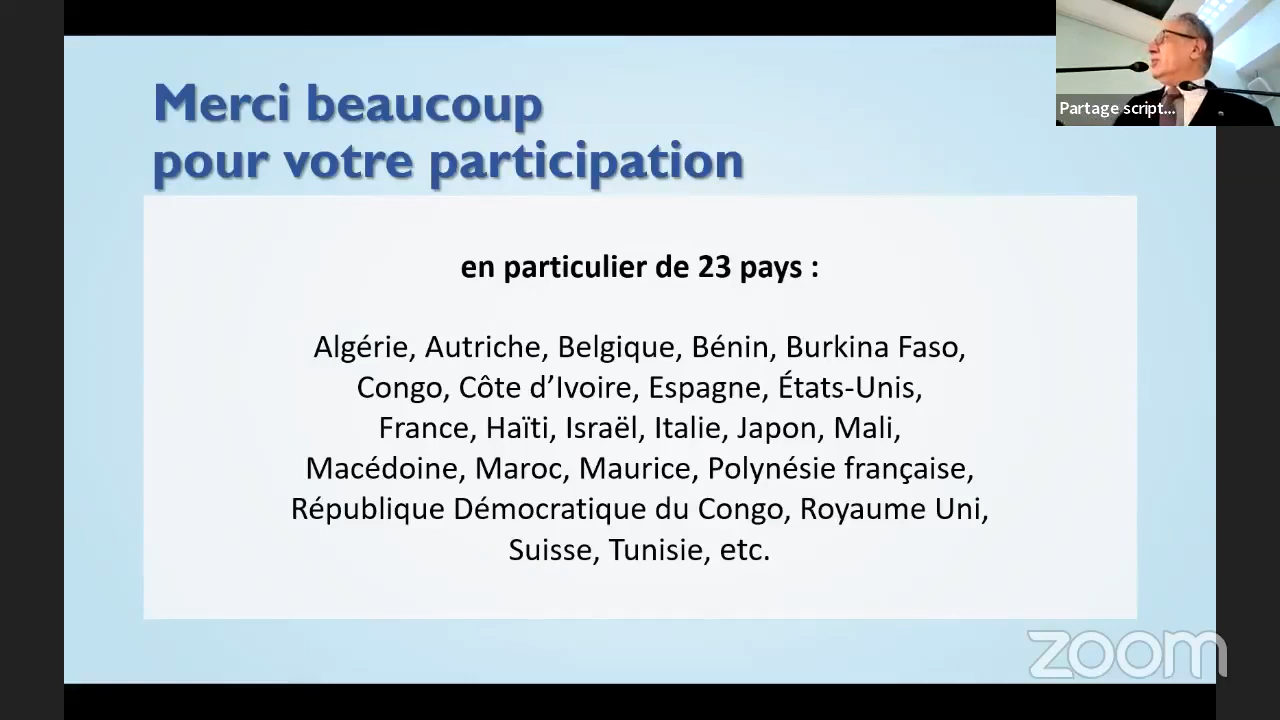 Merci beaucoup
pour votre participation
Partage script...
en particulier de 23 pays :
Algérie, Autriche, Belgique, Bénin, Burkina Faso,
Congo, Côte d’Ivoire, Espagne, États-Unis,
France, Haïti, Israël, Italie, Japon, Mali,
Macédoine, Maroc, Maurice, Polynésie française,
République Démocratique du Congo, Royaume Uni,
Suisse, Tunisie, etc.
zoom